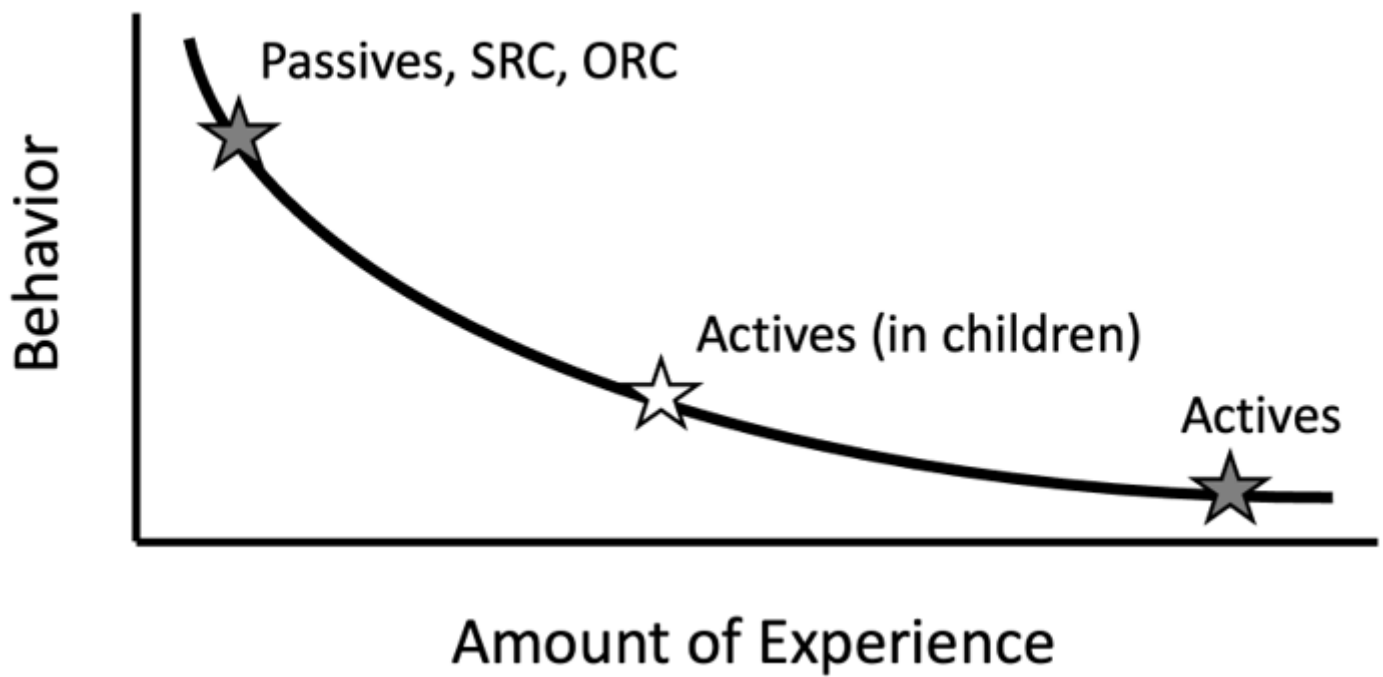 Passives, SRC, ORC
Behavior
Actives (in children)
Actives
Amount of Experience